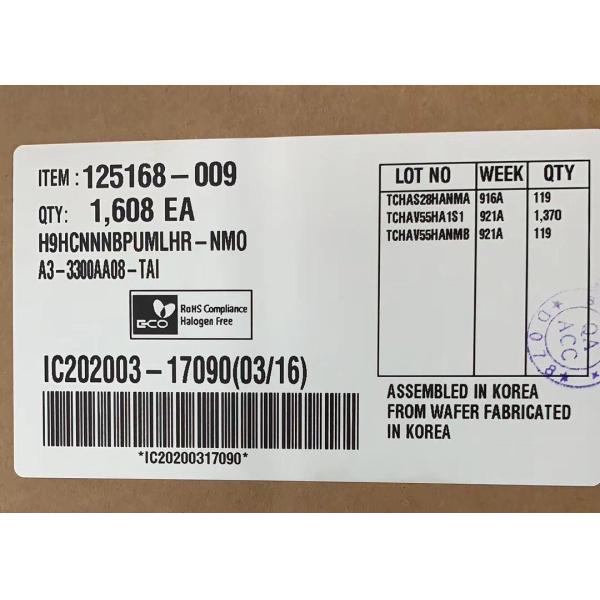 ITEM : 125168-009
QTY: 1,608 EA
H9HCNNNBPUMLHR-NMO
A3-3300AA08-TAI
ECO RoHS Compliance
Halogen Free
IC202003-17090(03/16)
*IC20200317090*
LOT NO WEEK QTY
TCHAS28HANMA 916A 119
TCHAV55HA1S1 921A 1,370
TCHAV55HANMB 921A 119
QA
ACC
ASSEMBLED IN KOREA
FROM WAFER FABRICATED
IN KOREA